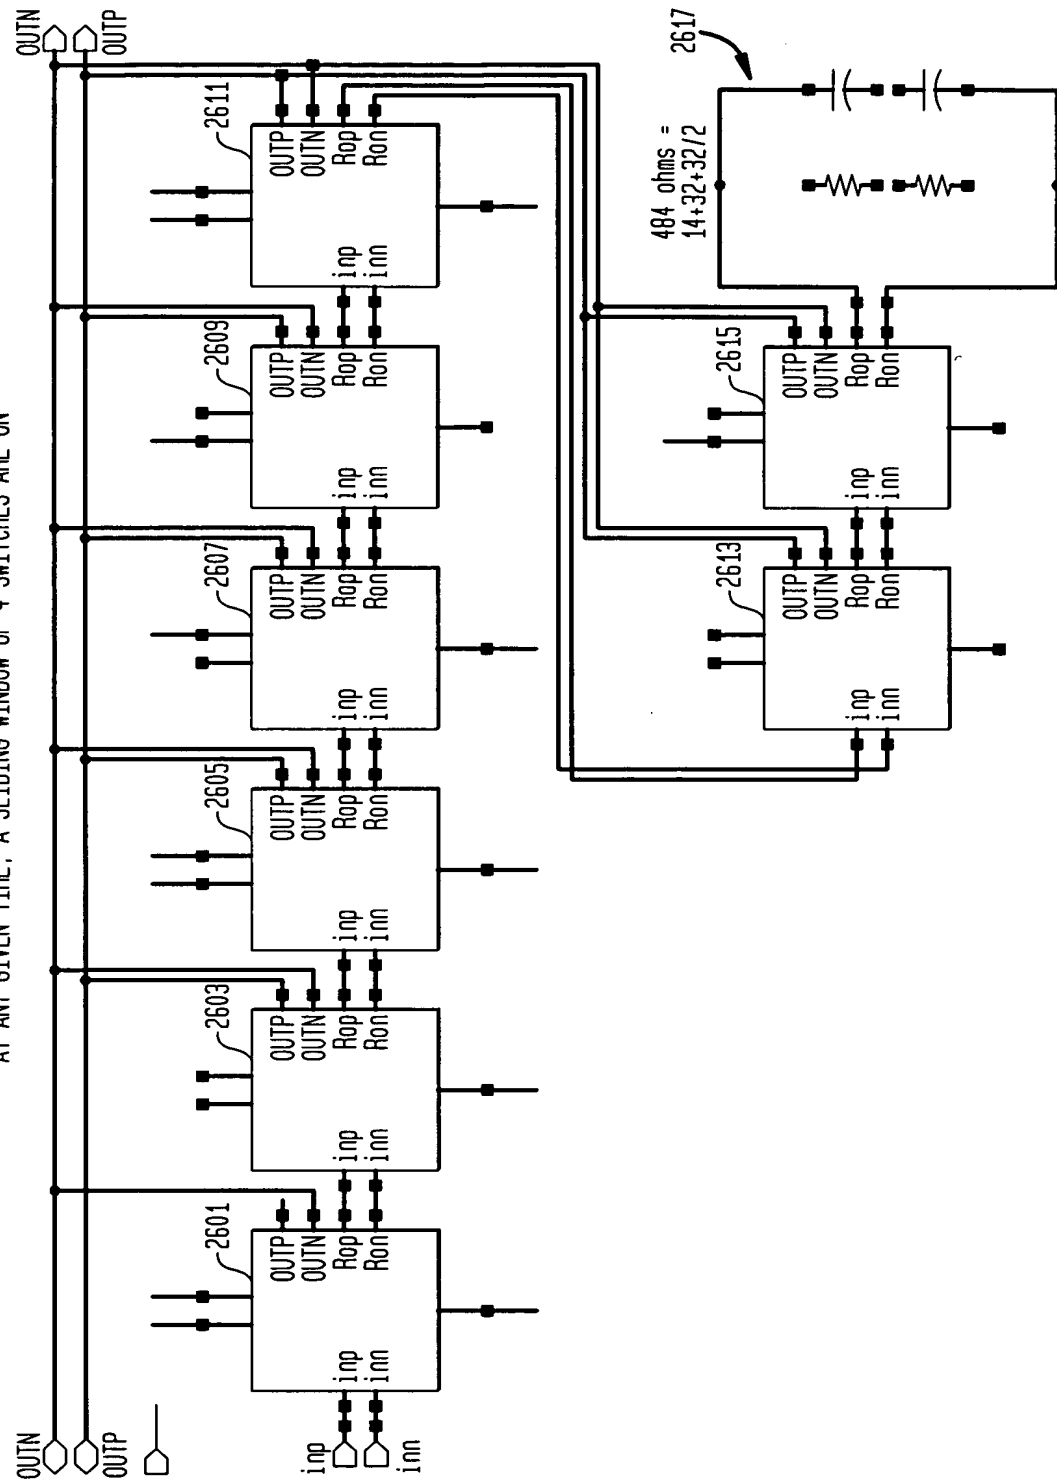 AT ANY GIVEN TIME, A SLIDING WINDOW OF 4 SWITCHES ARE ON
OUTN
OUTP
OUTN
OUTP
inp
inn
2601
OUTP
OUTN
inp Rop
inn Ron
2603
OUTP
OUTN
inp Rop
inn Ron
2605
OUTP
OUTN
inp Rop
inn Ron
2607
OUTP
OUTN
inp Rop
inn Ron
2609
OUTP
OUTN
inp Rop
inn Ron
2611
OUTP
OUTN
inp Rop
inn Ron
2613
OUTP
OUTN
inp Rop
inn Ron
2615
OUTP
OUTN
inp Rop
inn Ron
484 ohms =
14+32+32/2
2617